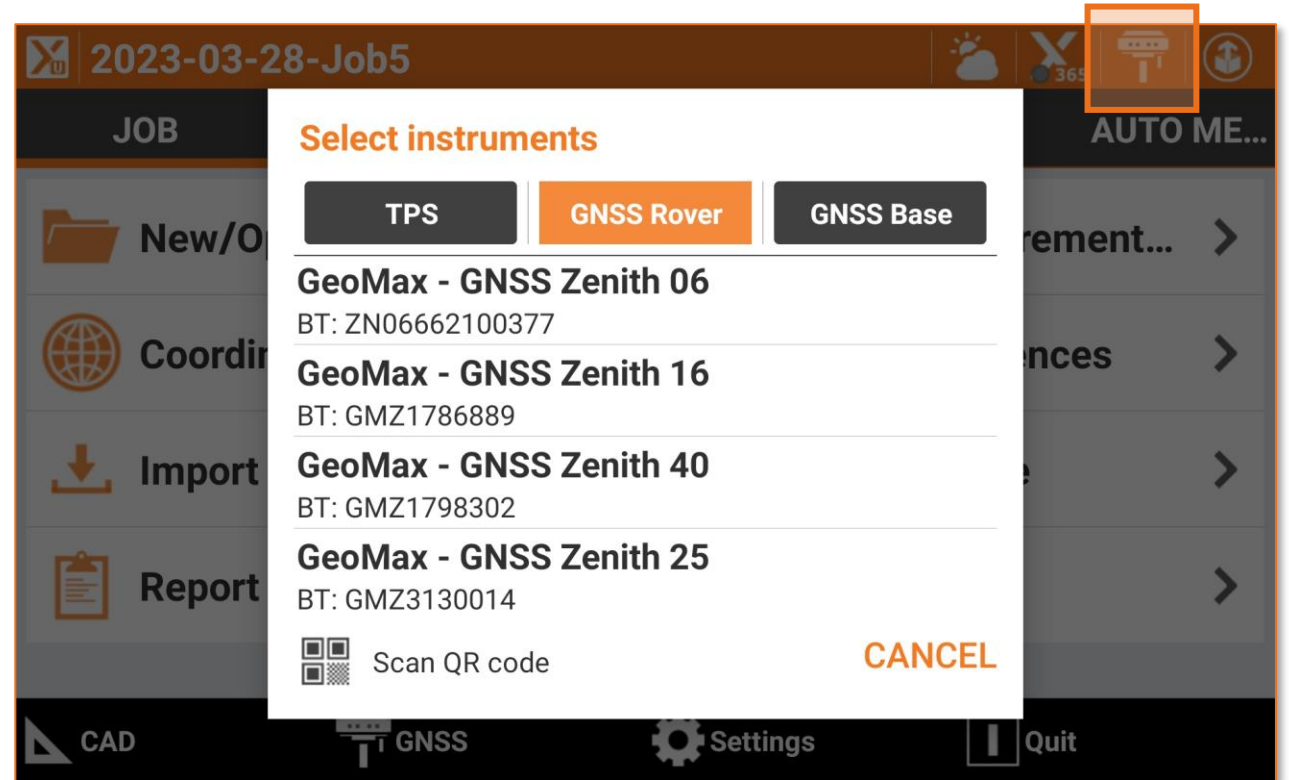 2023-03-28-Job5
365
JOB
AUTO ME...
Select instruments
TPS
GNSS Rover
GNSS Base
New/O
rement...
GeoMax - GNSS Zenith 06
BT: ZN06662100377
Coordin
ences
GeoMax - GNSS Zenith 16
BT: GMZ1786889
Import
GeoMax - GNSS Zenith 40
BT: GMZ1798302
Report
GeoMax - GNSS Zenith 25
BT: GMZ3130014
Scan QR code
CANCEL
CAD
GNSS
Settings
Quit